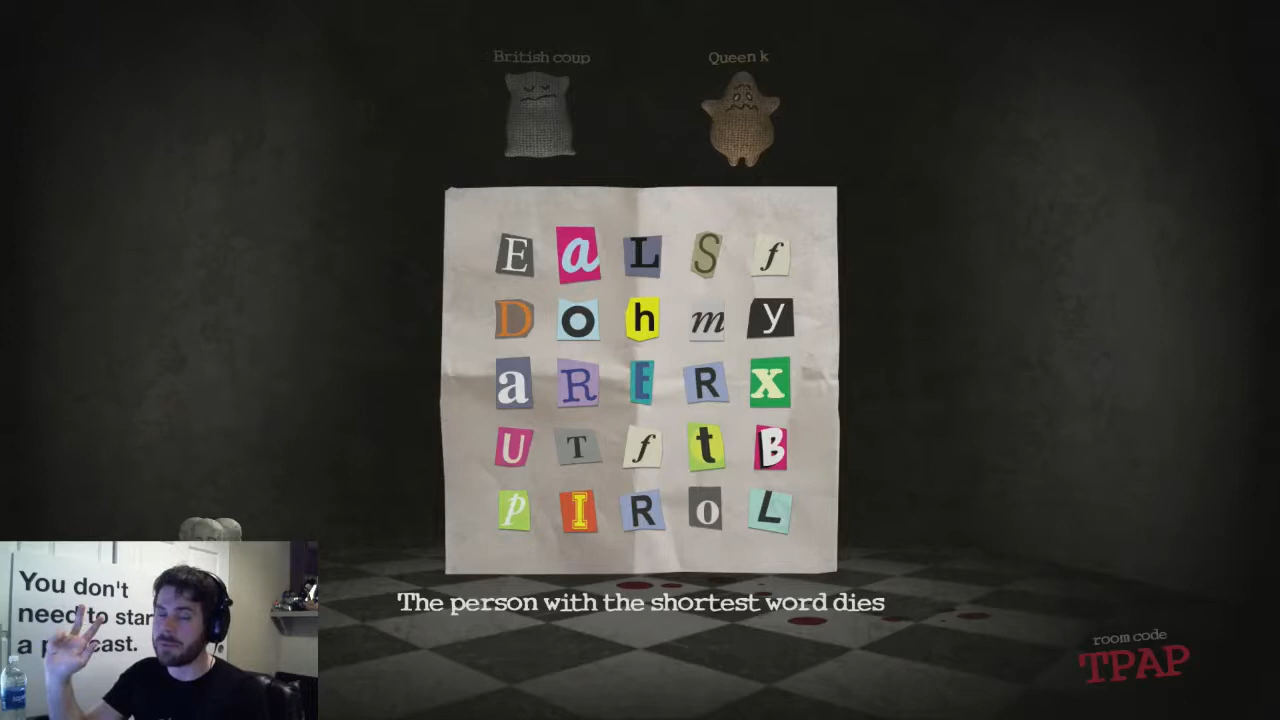 British coup
Queen k
E a L S f
D o h m y
a R E R x
U T f t B
p I R o L
The person with the shortest word dies
You don't
need to star
a p cast.
room code
TPAP